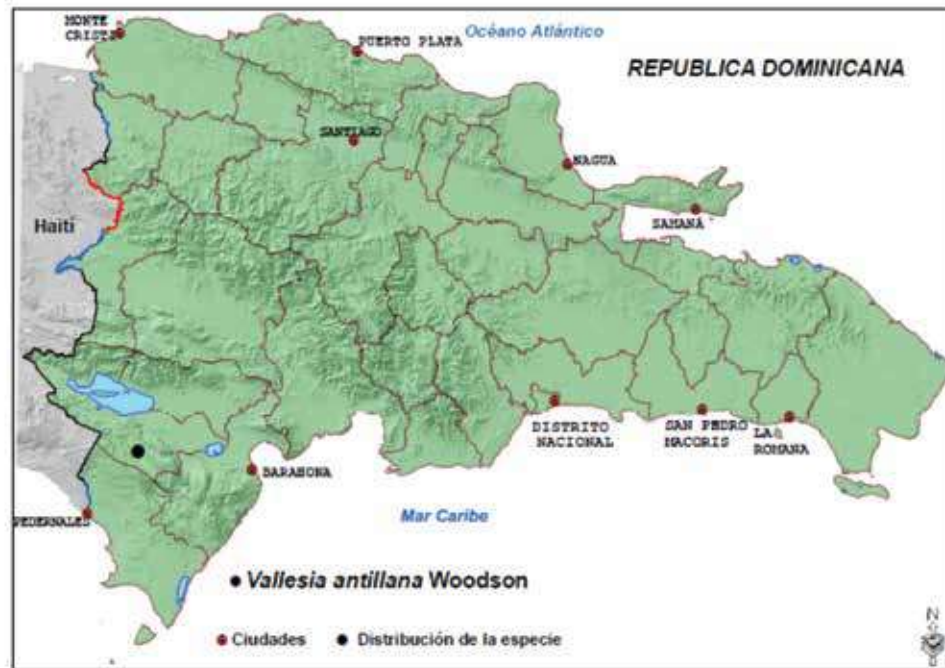 MONTE
CRISTI
Océano Atlántico
PUERTO PLATA
REPUBLICA DOMINICANA
SANTIAGO
NAGUA
SAMANÁ
Haití
DISTRITO
NACIONAL
SAN PEDRO
MACORIS
LA
ROMANA
BARAHONA
PEDERNALES
Mar Caribe
• Vallesia antillana Woodson
Ciudades
Distribución de la especie